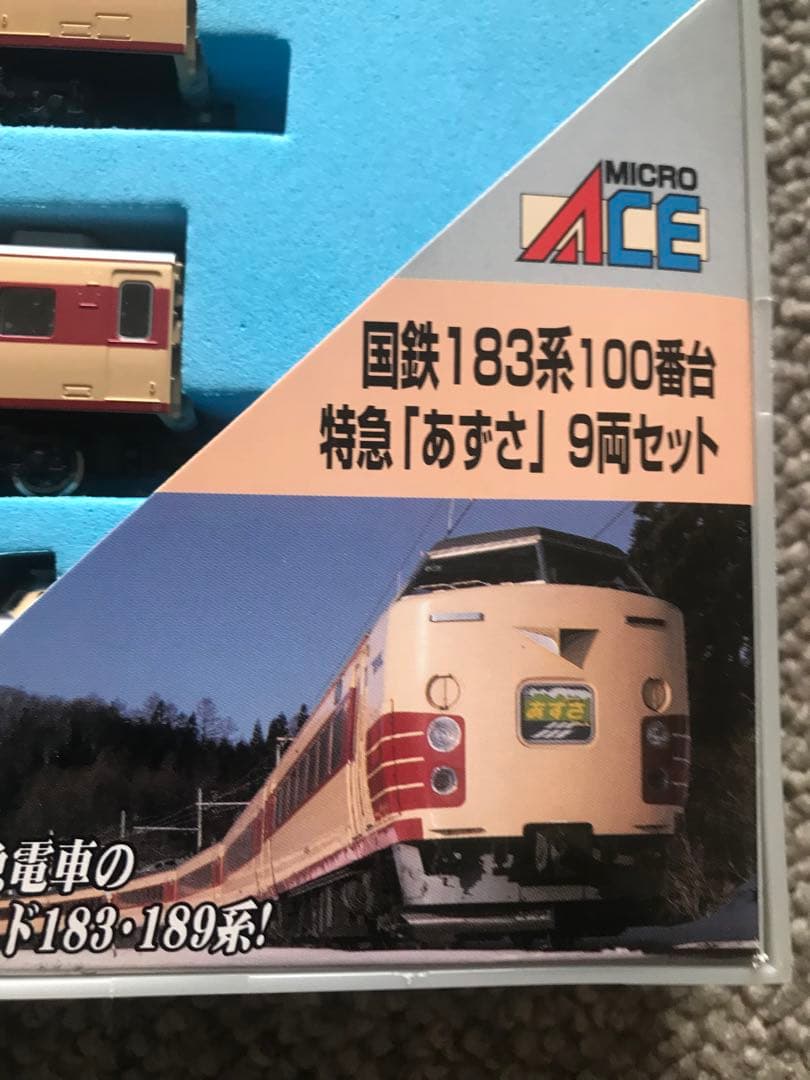 MICRO
ACE
国鉄183系100番台
特急「あずさ」 9両セット
あずさ
電車の
ド183・189系!